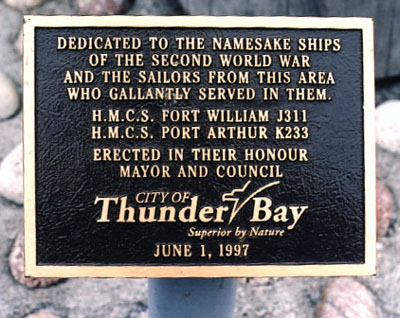 DEDICATED TO THE NAMESAKE SHIPS
OF THE SECOND WORLD WAR
AND THE SAILORS FROM THIS AREA
WHO GALLANTLY SERVED IN THEM.
H.M.C.S. FORT WILLIAM J311
H.M.C.S. PORT ARTHUR K233
ERECTED IN THEIR HONOUR
MAYOR AND COUNCIL
CITY OF
Thunder Bay
Superior by Nature
JUNE 1, 1997